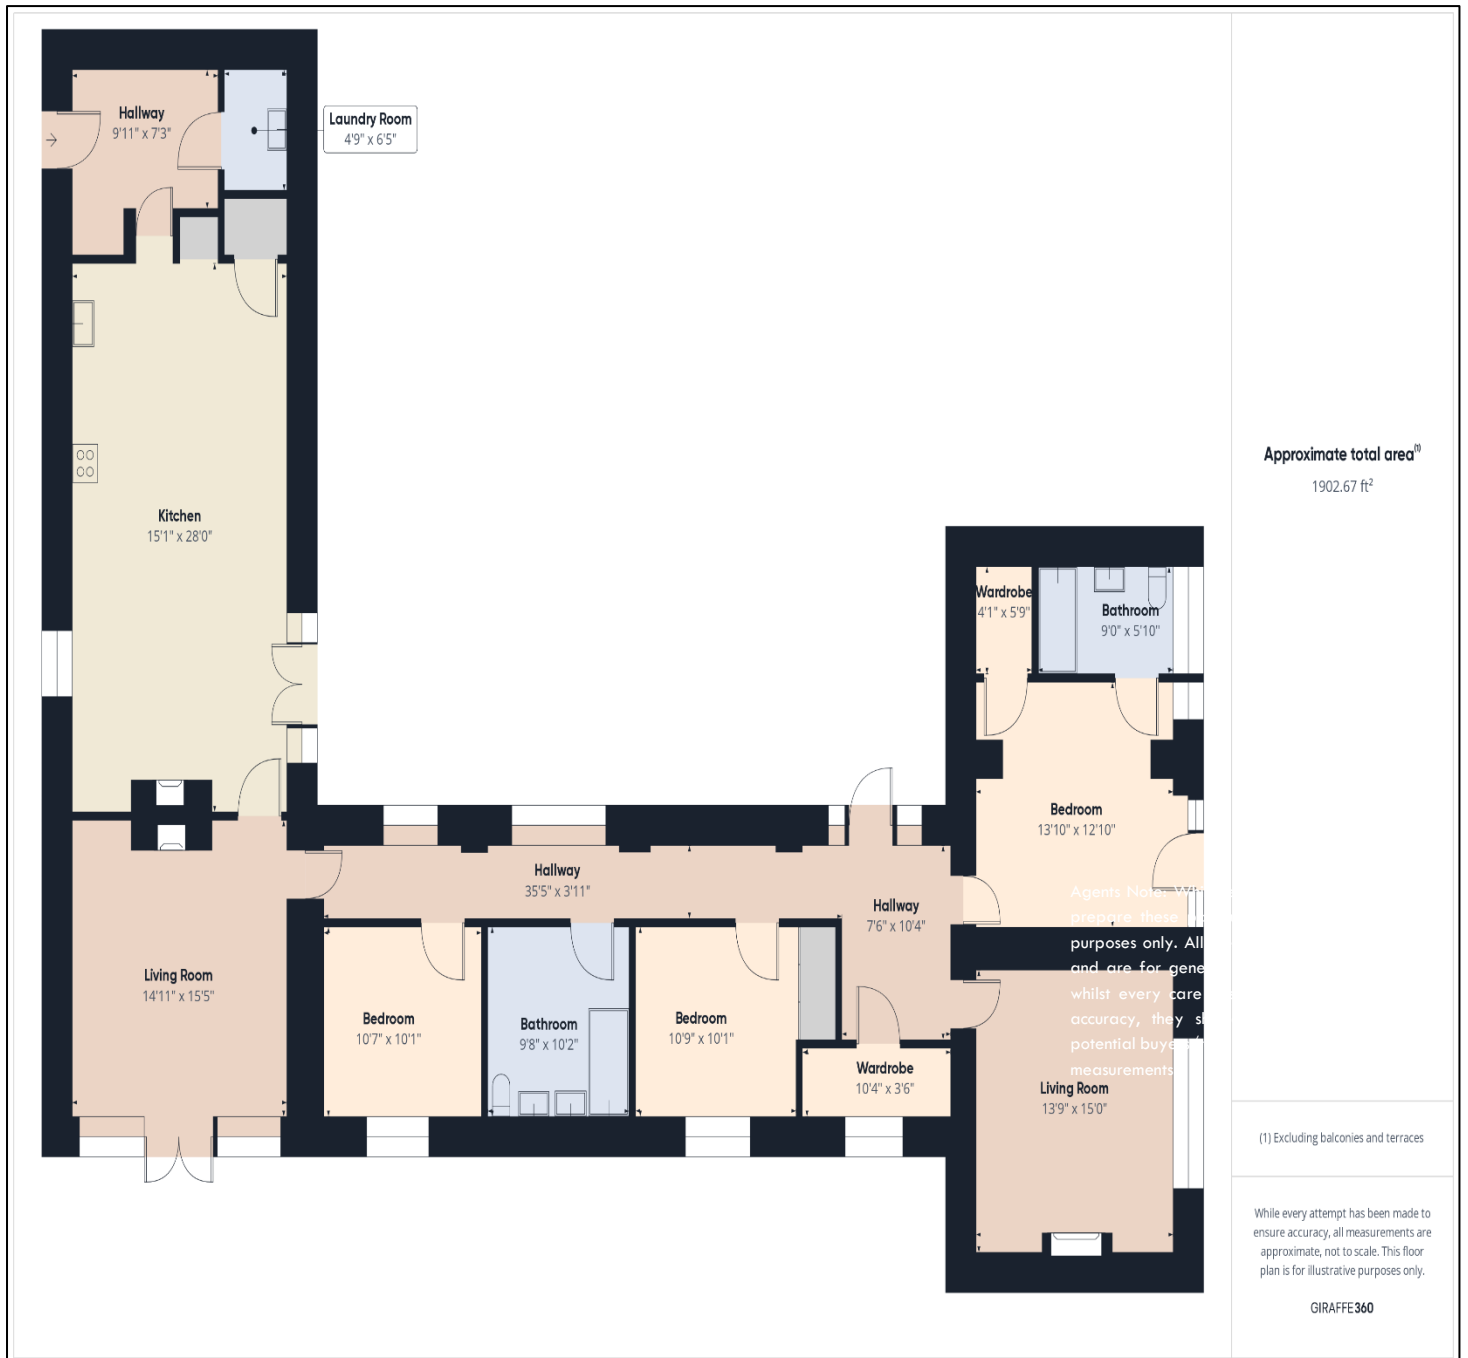 Hallway
9'11" x 7'3"
Laundry Room
4'9" x 6'5"
Kitchen
15'1" x 28'0"
Approximate total area(1)
1902.67 ft²
Wardrobe
4'1" x 5'9"
Bathroom
9'0" x 5'10"
Bedroom
13'10" x 12'10"
Hallway
35'5" x 3'11"
Hallway
7'6" x 10'4"
Living Room
14'11" x 15'5"
Bedroom
10'7" x 10'1"
Bathroom
9'8" x 10'2"
Bedroom
10'9" x 10'1"
Wardrobe
10'4" x 3'6"
Agents Note:
prepare these
purposes only. All
and are for
whilst every care
accuracy, they
potential
measurements
Living Room
13'9" x 15'0"
(1) Excluding balconies and terraces
While every attempt has been made to
ensure accuracy, all measurements are
approximate, not to scale. This floor
plan is for illustrative purposes only.
GIRAFFE360